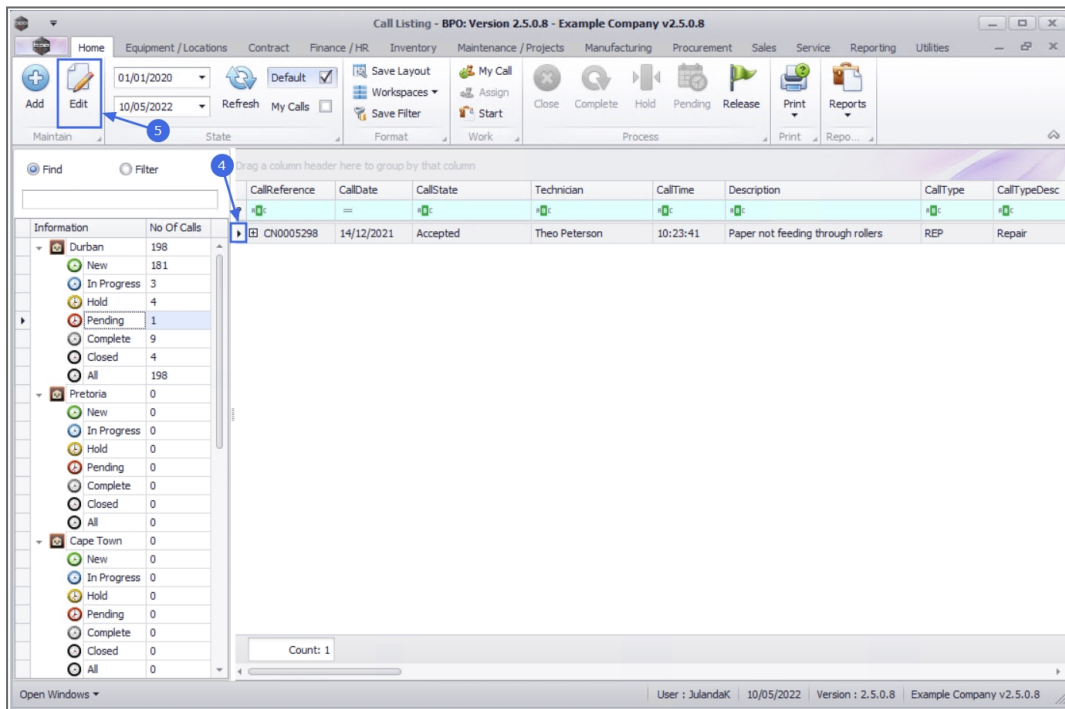 Call Listing - BPO: Version 2.5.0.8 - Example Company v2.5.0.8
Home Equipment / Locations Contract Finance / HR Inventory Maintenance / Projects Manufacturing Procurement Sales Service Reporting Utilities
01/01/2020 Default Save Layout My Call
Workspaces Assign
Add Edit 10/05/2022 Refresh My Calls Save Filter Start Close Complete Hold Pending Release Print Reports
5
Maintain State Format Work Process Print Repo...
Find Filter
4
Drag a column header here to group by that column
CallReference CallDate CallState Technician CallTime Description CallType CallTypeDesc
CN0005298 14/12/2021 Accepted Theo Peterson 10:23:41 Paper not feeding through rollers REP Repair
Information No Of Calls
Durban 198
New 181
In Progress 3
Hold 4
Pending 1
Complete 9
Closed 4
All 198
Pretoria 0
New 0
In Progress 0
Hold 0
Pending 0
Complete 0
Closed 0
All 0
Cape Town 0
New 0
In Progress 0
Hold 0
Pending 0
Complete 0
Closed 0
All 0
Count: 1
Open Windows User : JulandaK 10/05/2022 Version : 2.5.0.8 Example Company v2.5.0.8